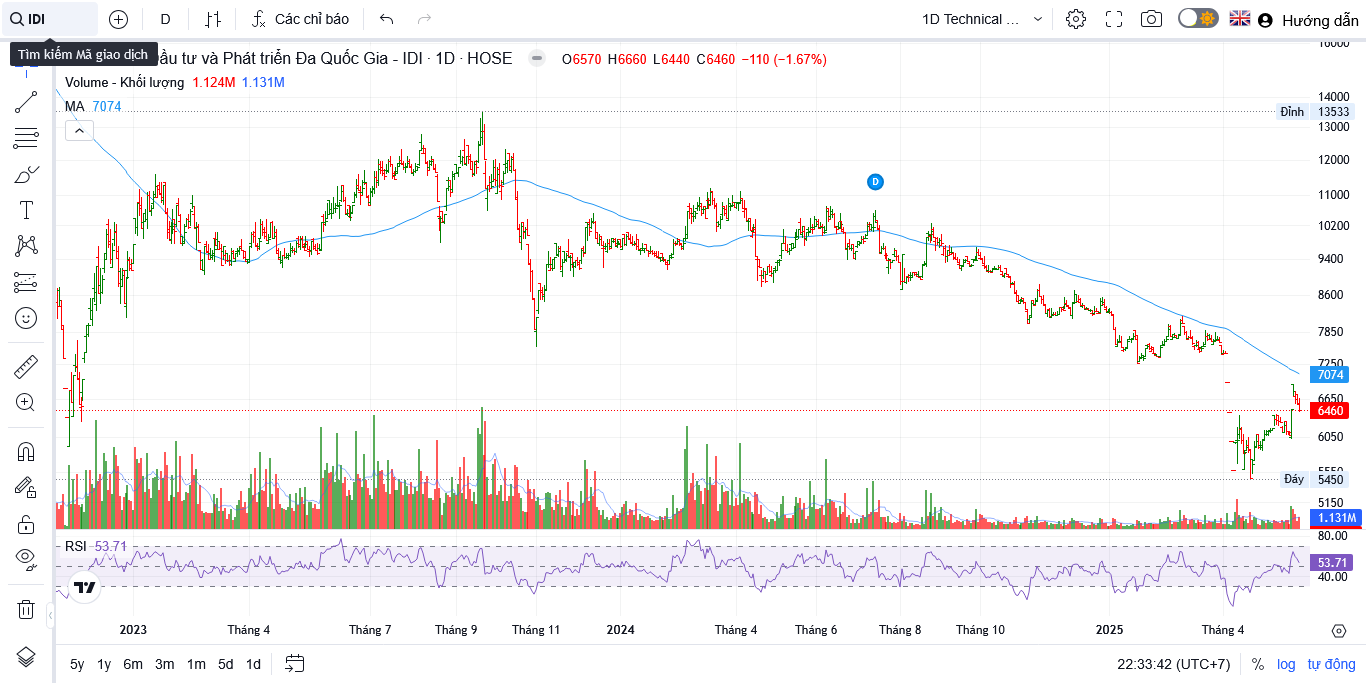 IDI D Các chỉ báo 1D Technical ... Hướng dẫn
Tìm kiếm Mã giao dịch
ầu tư và Phát triển Đa Quốc Gia - IDI · 1D · HOSE O6570 H6660 L6440 C6460 −110 (−1.67%)
Volume - Khối lượng 1.124M 1.131M
MA 7074
16000
14000
Đỉnh 13533
13000
12000
D
11000
10200
9400
8600
7850
7250
7074
6650
6460
6050
5550
Đáy 5450
5150
1.131M
80.00
RSI 53.71
53.71
40.00
2023 Tháng 4 Tháng 7 Tháng 9 Tháng 11 2024 Tháng 4 Tháng 6 Tháng 8 Tháng 10 2025 Tháng 4
5y 1y 6m 3m 1m 5d 1d 22:33:42 (UTC+7) % log tự động